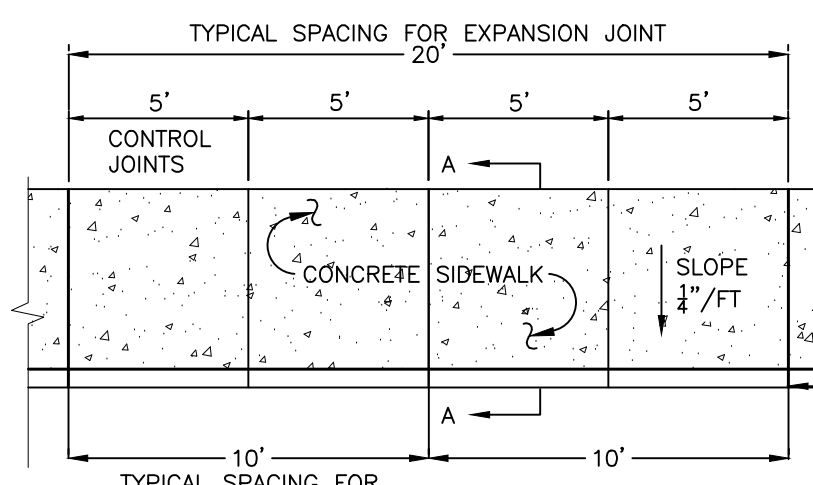 TYPICAL SPACING FOR EXPANSION JOINT
20'
5'
5'
5'
5'
CONTROL
JOINTS
A
CONCRETE SIDEWALK
SLOPE
1/4"/FT
A
10'
10'
TYPICAL SPACING FOR